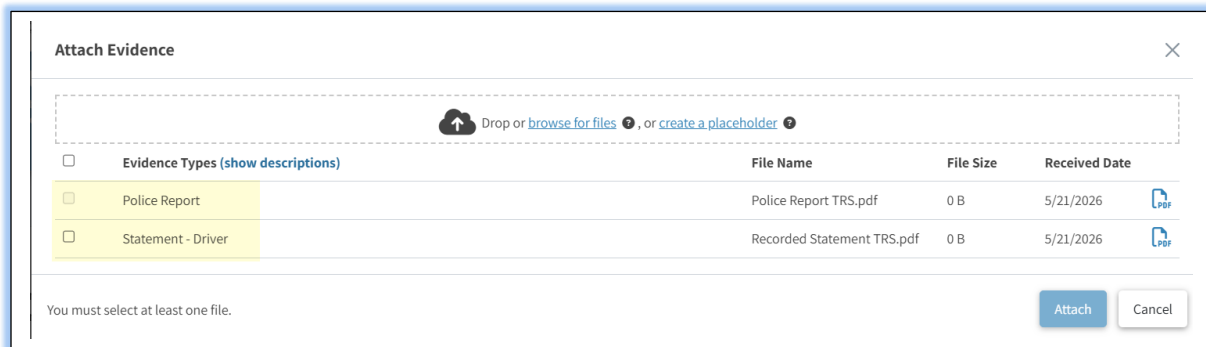 Attach Evidence
Drop or browse for files ? , or create a placeholder ?
Evidence Types (show descriptions) File Name File Size Received Date
Police Report Police Report TRS.pdf 0 B 5/21/2026 PDF
Statement - Driver Recorded Statement TRS.pdf 0 B 5/21/2026 PDF
You must select at least one file. Attach Cancel